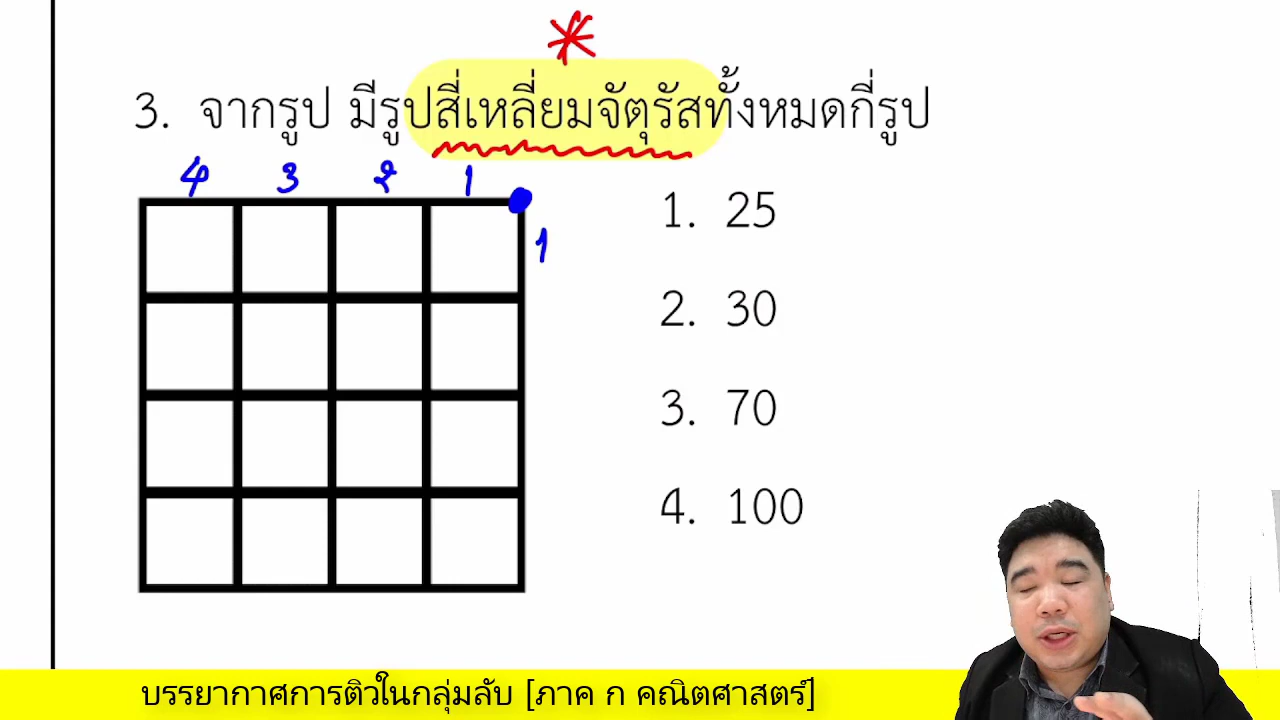 3. จากรูป มีรูปสี่เหลี่ยมจัตุรัสทั้งหมดกี่รูป
4 3 2 1
1
1. 25
2. 30
3. 70
4. 100
บรรยากาศการติวในกลุ่มลับ [ภาค ก คณิตศาสตร์]